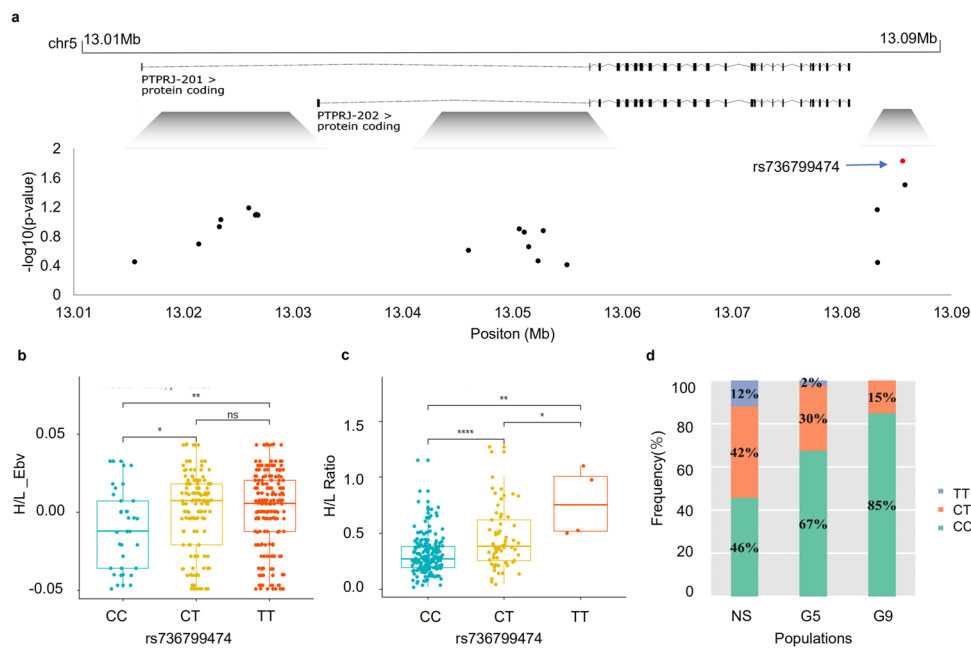 a
chr5
13.01Mb
13.09Mb
PTPRJ-201 >
protein coding
PTPRJ-202 >
protein coding
rs736799474
-log10(p-value)
2
1.6
1.2
0.8
0.4
0
13.01
13.02
13.03
13.04
13.05
13.06
13.07
13.08
13.09
Positon (Mb)
b
H/L _Ebv
0.05
0.00
-0.05
**
*
ns
CC
CT
TT
rs736799474
c
H/L Ratio
1.5
1.0
0.5
0.0
**
*
****
CC
CT
TT
rs736799474
d
Frequency(%)
100
80
60
40
20
0
12%
42%
46%
2%
30%
67%
15%
85%
NS
G5
G9
Populations
TT
CT
CC